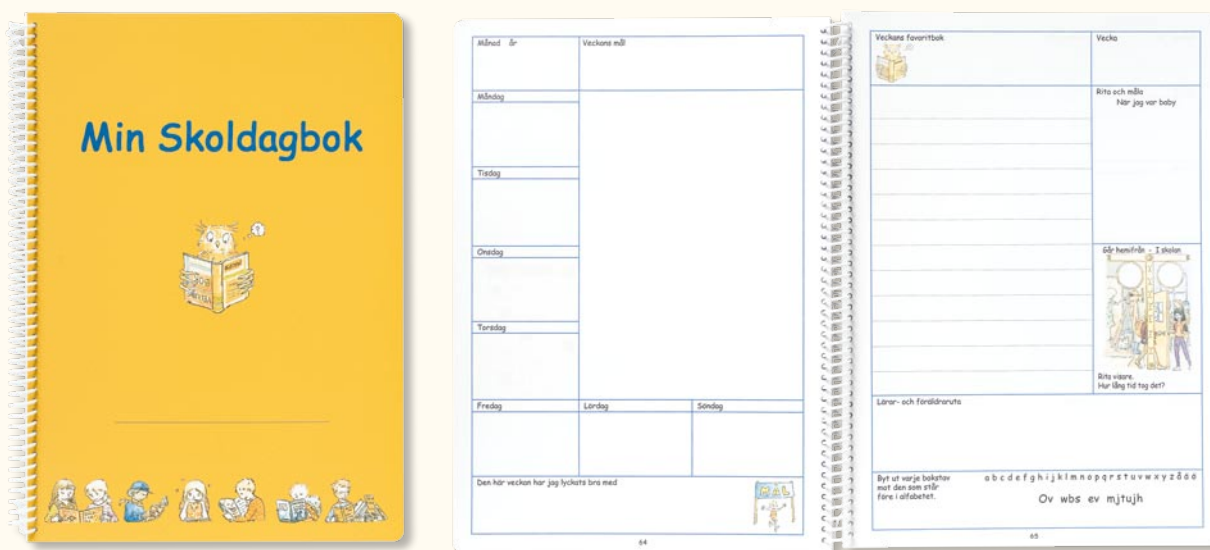 Min Skoldagbok
Månad år
Veckans mål
Måndag
Tisdag
Onsdag
Torsdag
Fredag
Lördag
Söndag
Den här veckan har jag lyckats bra med
MÅL
64
Veckans favoritbok
Vecka
Rita och måla
När jag var baby
Går hemifrån - I skolan
Rita visare.
Hur lång tid tog det?
Lärar- och föräldraruta
Byt ut varje bokstav
mot den som står
före i alfabetet.
a b c d e f g h i j k l m n o p q r s t u v w x y z å ä ö
Ov wbs ev mjtujh
65